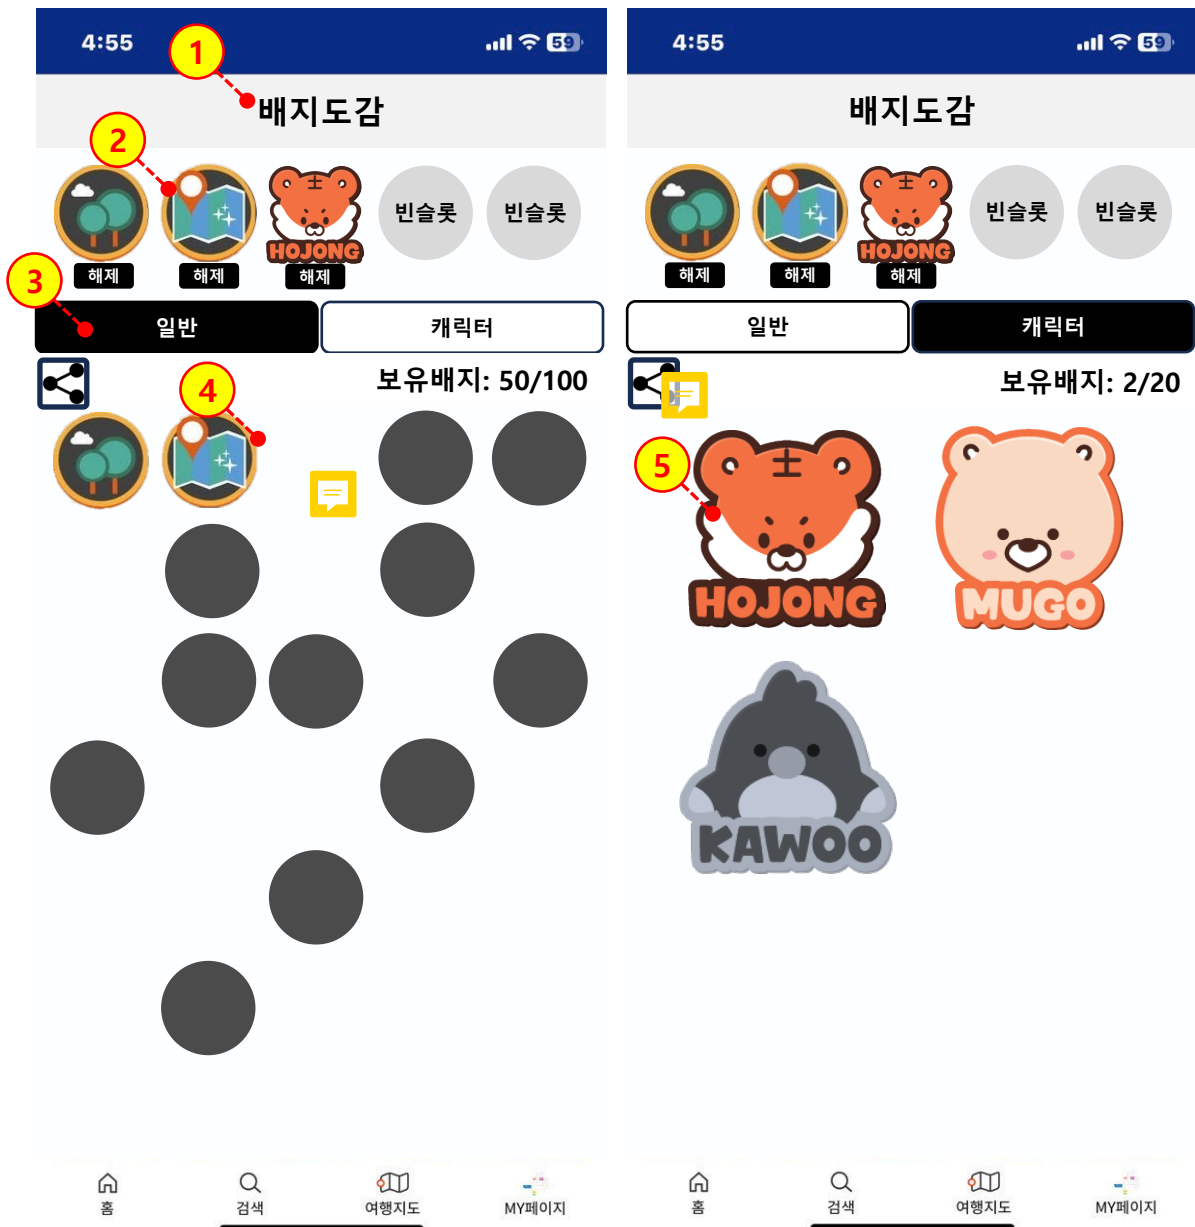 4:55
59
1
배지도감
2
빈슬롯
빈슬롯
HOJONG
해제
해제
해제
3
일반
캐릭터
4
보유배지: 50/100
홈
검색
여행지도
MY페이지
4:55
59
배지도감
빈슬롯
빈슬롯
HOJONG
해제
해제
해제
일반
캐릭터
보유배지: 2/20
5
土
HOJONG
MUGO
KAWOO
홈
검색
여행지도
MY페이지